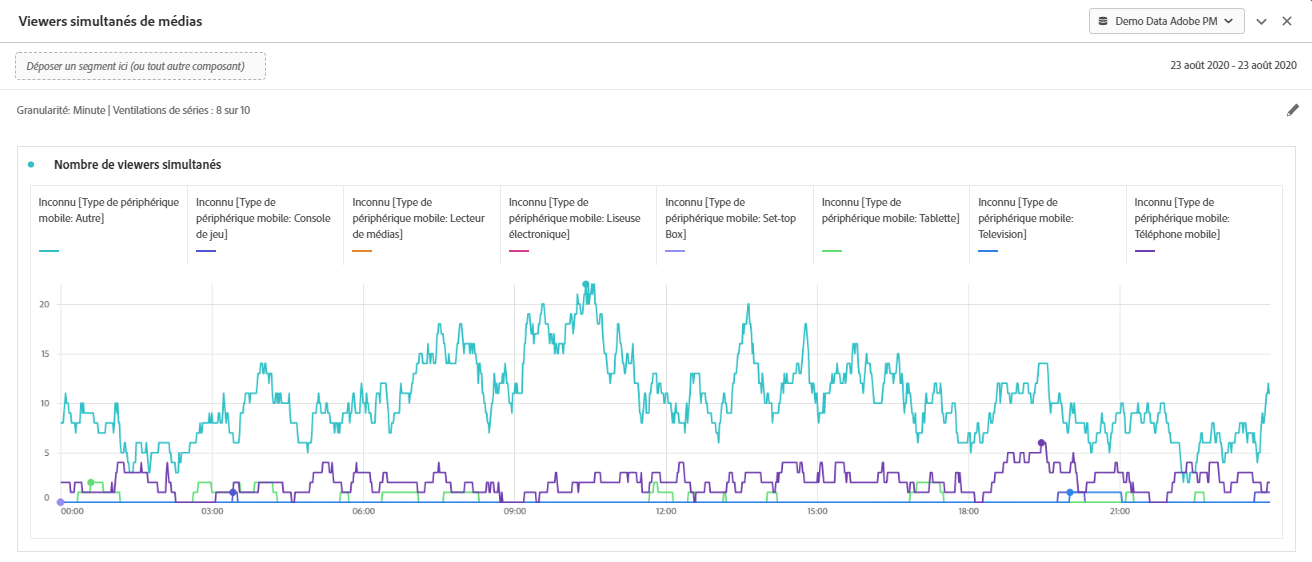 Viewers simultanés de médias
Demo Data Adobe PM
Déposer un segment ici (ou tout autre composant)
23 août 2020 - 23 août 2020
Granularité: Minute | Ventilations de séries : 8 sur 10
Nombre de viewers simultanés
Inconnu [Type de périphérique
mobile: Autre]
Inconnu [Type de
périphérique mobile: Console
de jeu]
Inconnu [Type de
périphérique mobile: Lecteur
de médias]
Inconnu [Type de
périphérique mobile: Liseuse
électronique]
Inconnu [Type de
périphérique mobile: Set-top
Box]
Inconnu [Type de
périphérique mobile: Tablette]
Inconnu [Type de
périphérique mobile:
Television]
Inconnu [Type de
périphérique mobile:
Téléphone mobile]
20
15
10
5
0
00:00
03:00
06:00
09:00
12:00
15:00
18:00
21:00